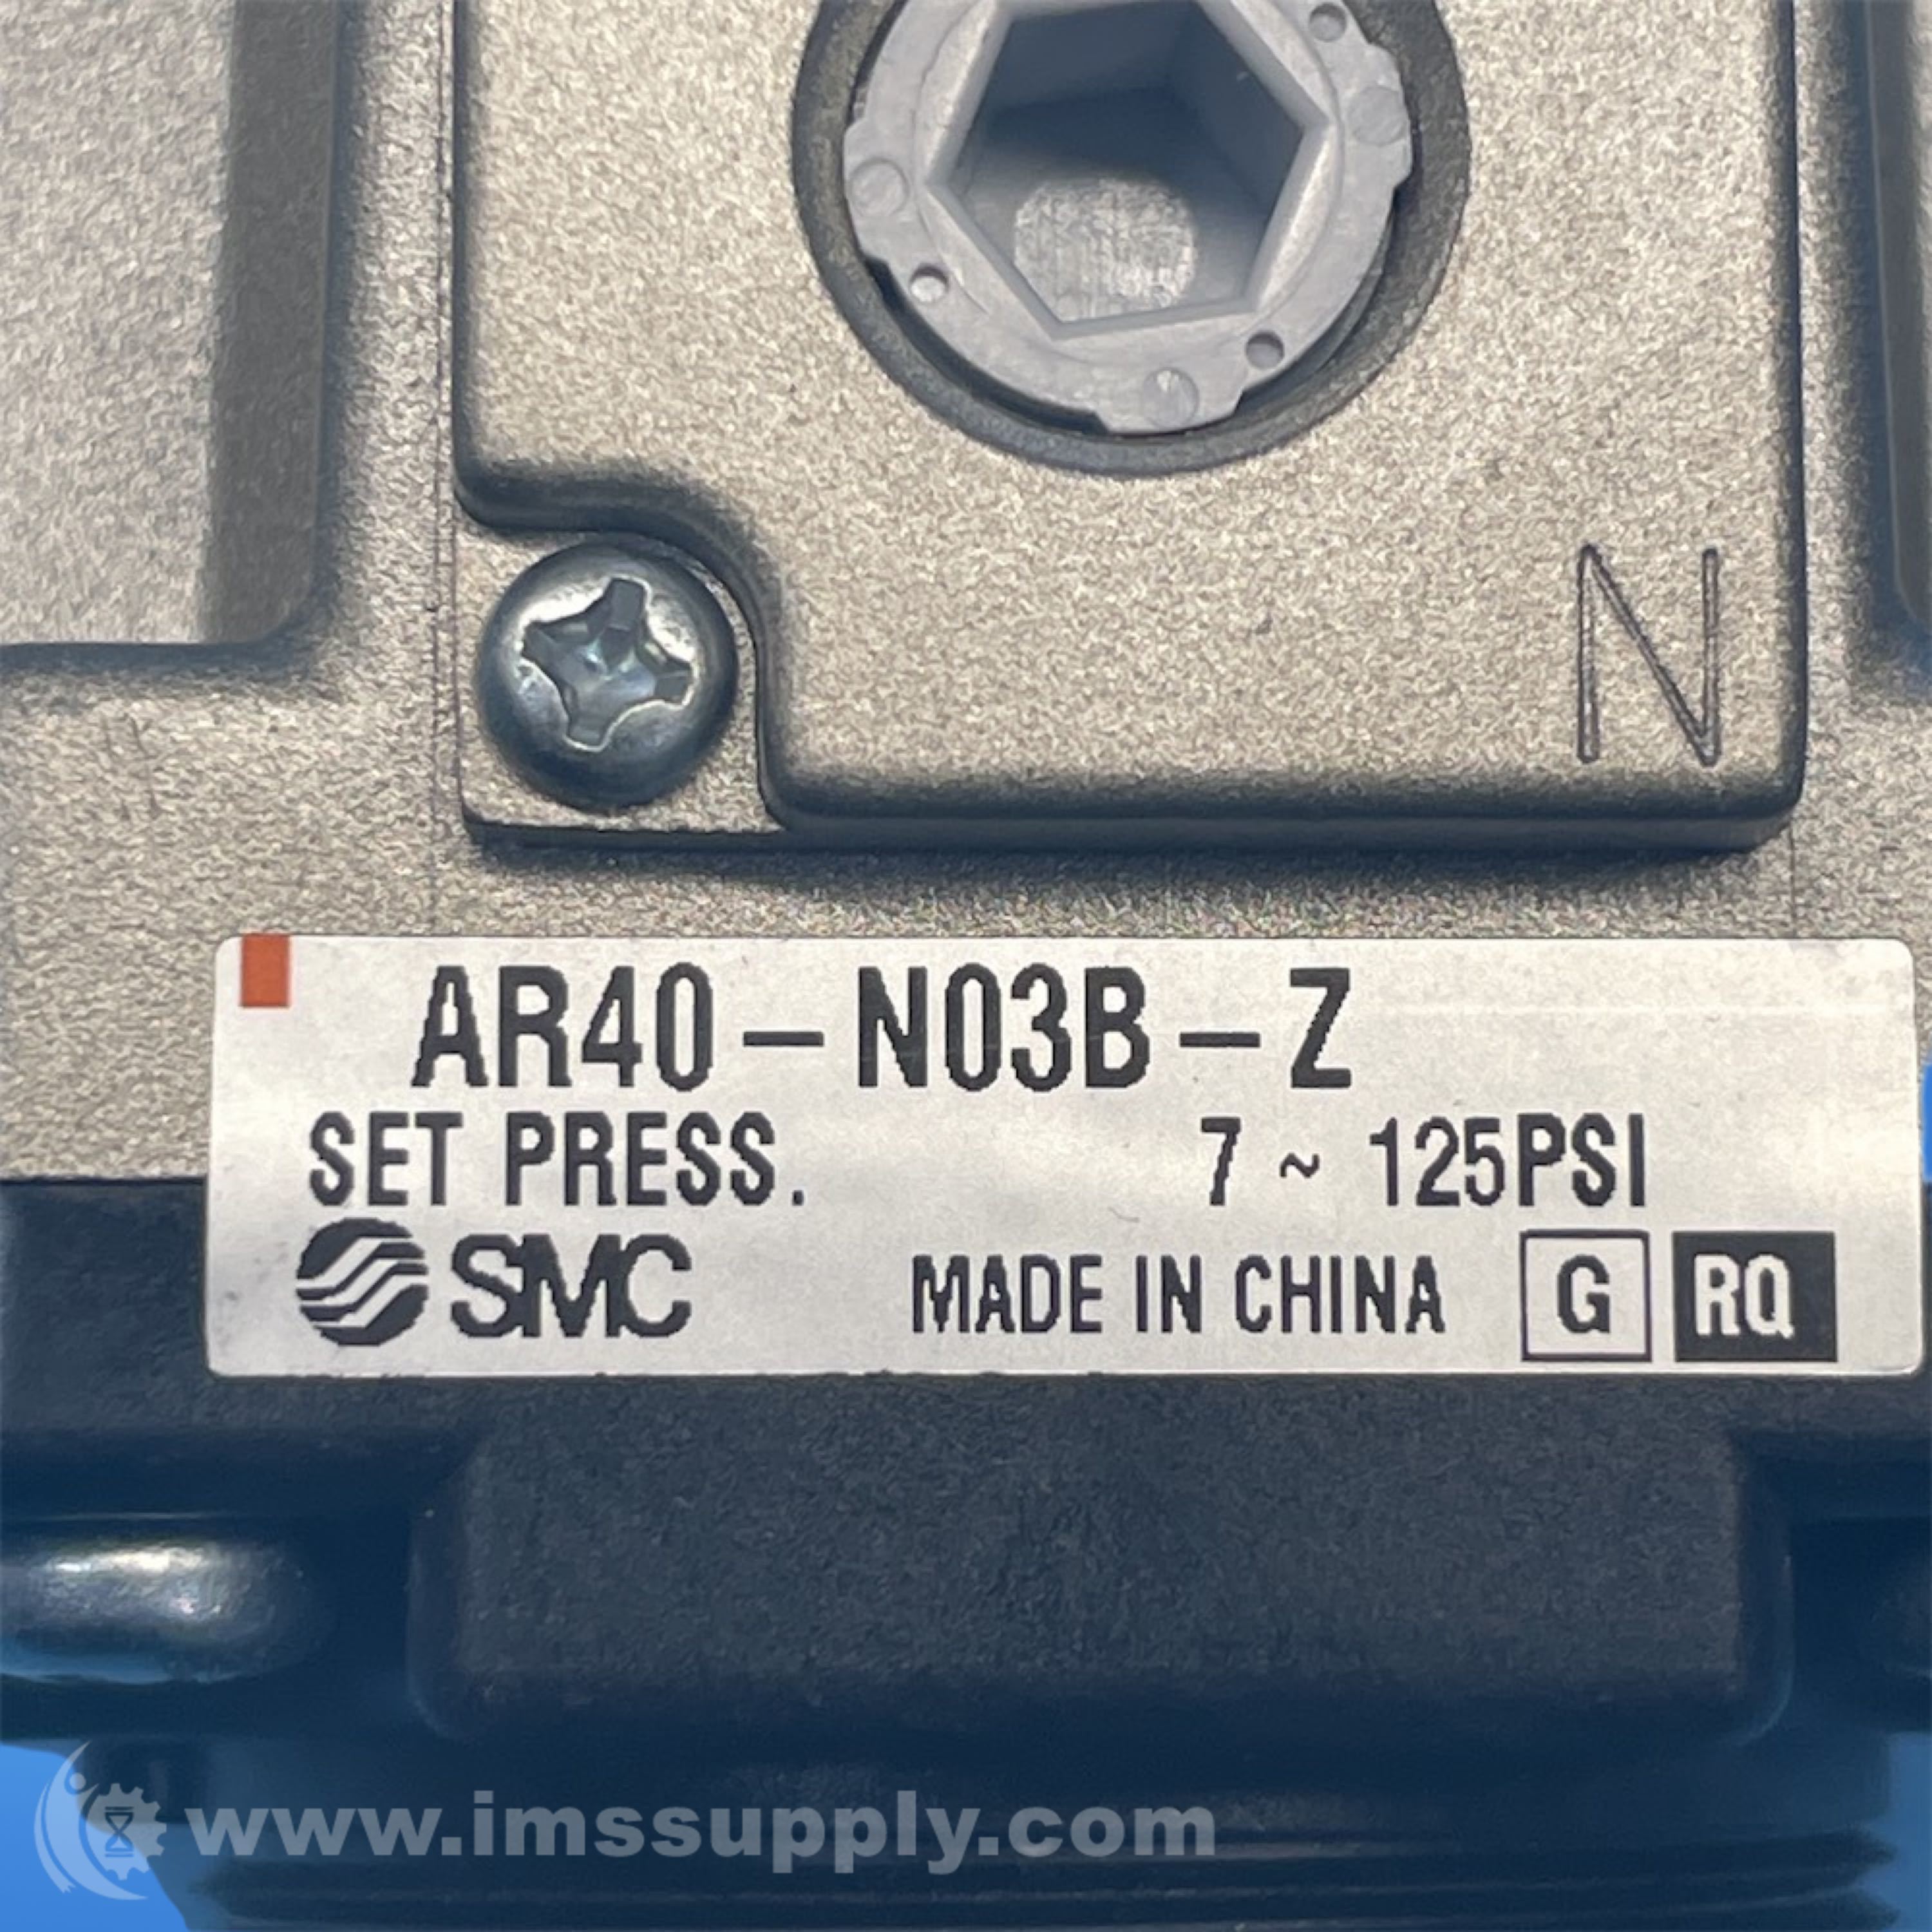 N
AR40-N03B-Z
SET PRESS. 7 ~ 125PSI
SMC MADE IN CHINA G RQ
www.imssupply.com